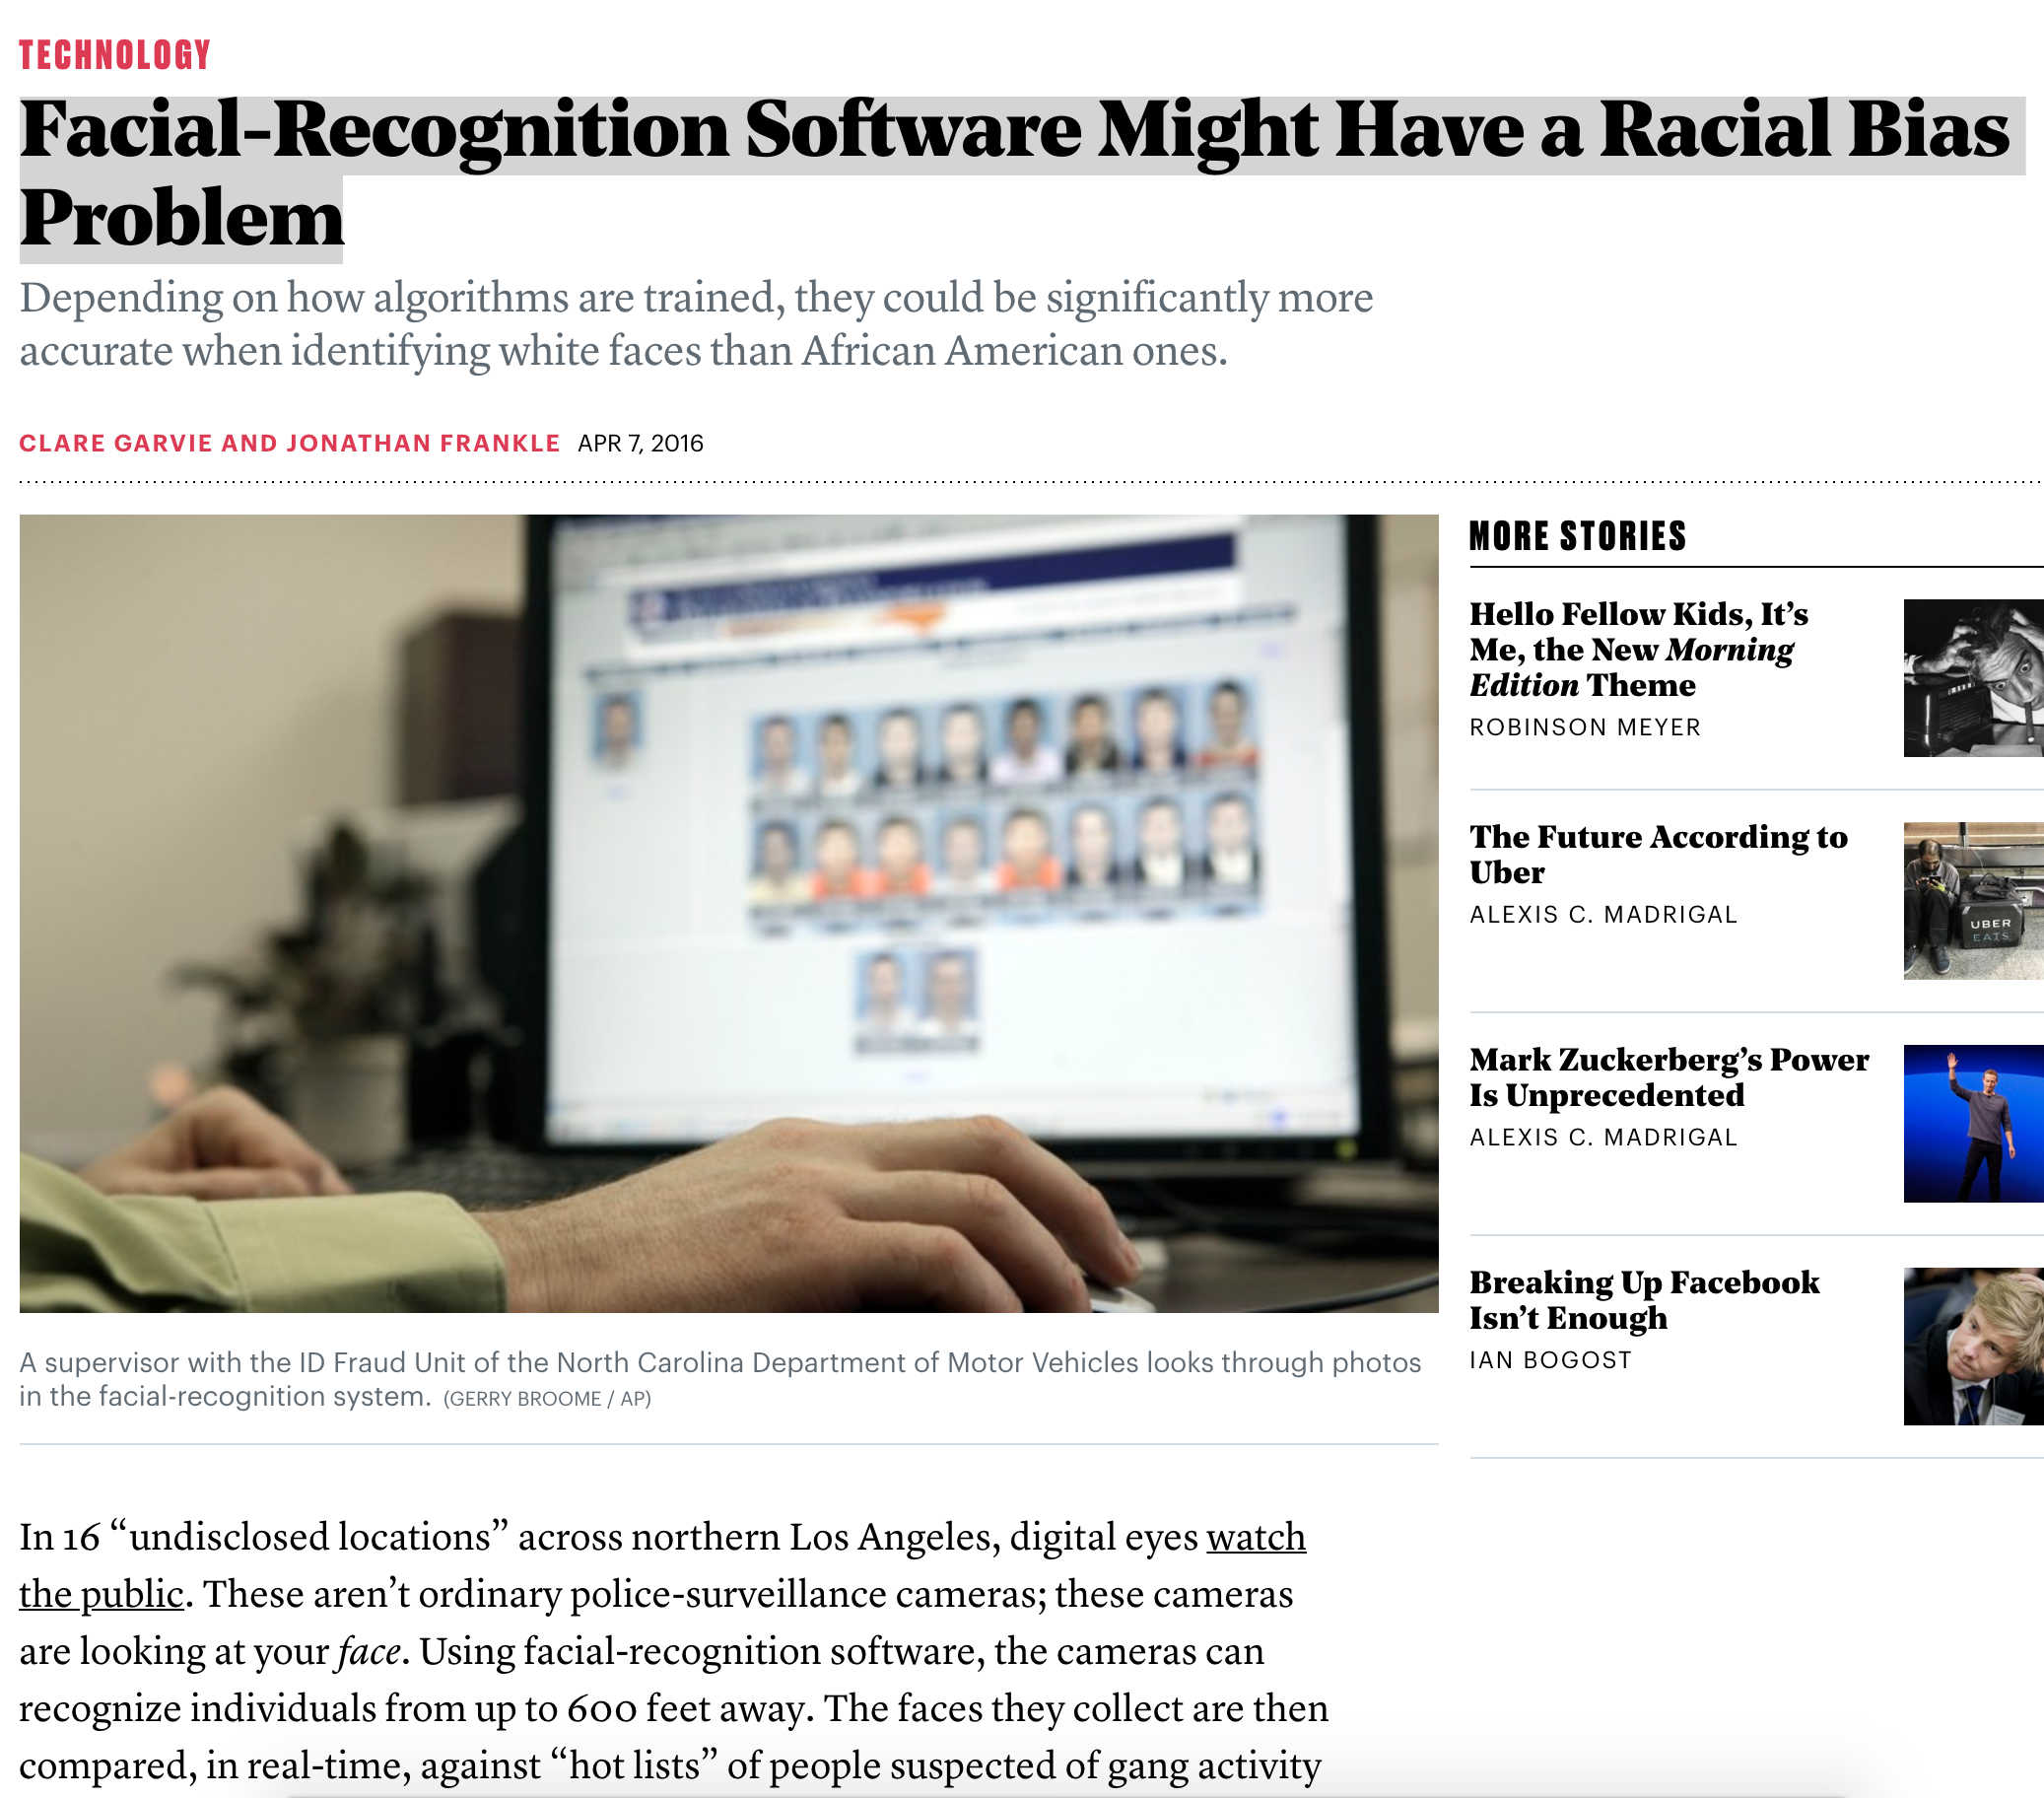 TECHNOLOGY
Facial-Recognition Software Might Have a Racial Bias
Problem
Depending on how algorithms are trained, they could be significantly more
accurate when identifying white faces than African American ones.
CLARE GARVIE AND JONATHAN FRANKLE APR 7, 2016
A supervisor with the ID Fraud Unit of the North Carolina Department of Motor Vehicles looks through photos
in the facial-recognition system. (GERRY BROOME / AP)
In 16 “undisclosed locations” across northern Los Angeles, digital eyes watch
the public. These aren’t ordinary police-surveillance cameras; these cameras
are looking at your face. Using facial-recognition software, the cameras can
recognize individuals from up to 600 feet away. The faces they collect are then
compared, in real-time, against “hot lists” of people suspected of gang activity
MORE STORIES
Hello Fellow Kids, It’s
Me, the New Morning
Edition Theme
ROBINSON MEYER
The Future According to
Uber
ALEXIS C. MADRIGAL
UBER
EATS
Mark Zuckerberg’s Power
Is Unprecedented
ALEXIS C. MADRIGAL
Breaking Up Facebook
Isn’t Enough
IAN BOGOST